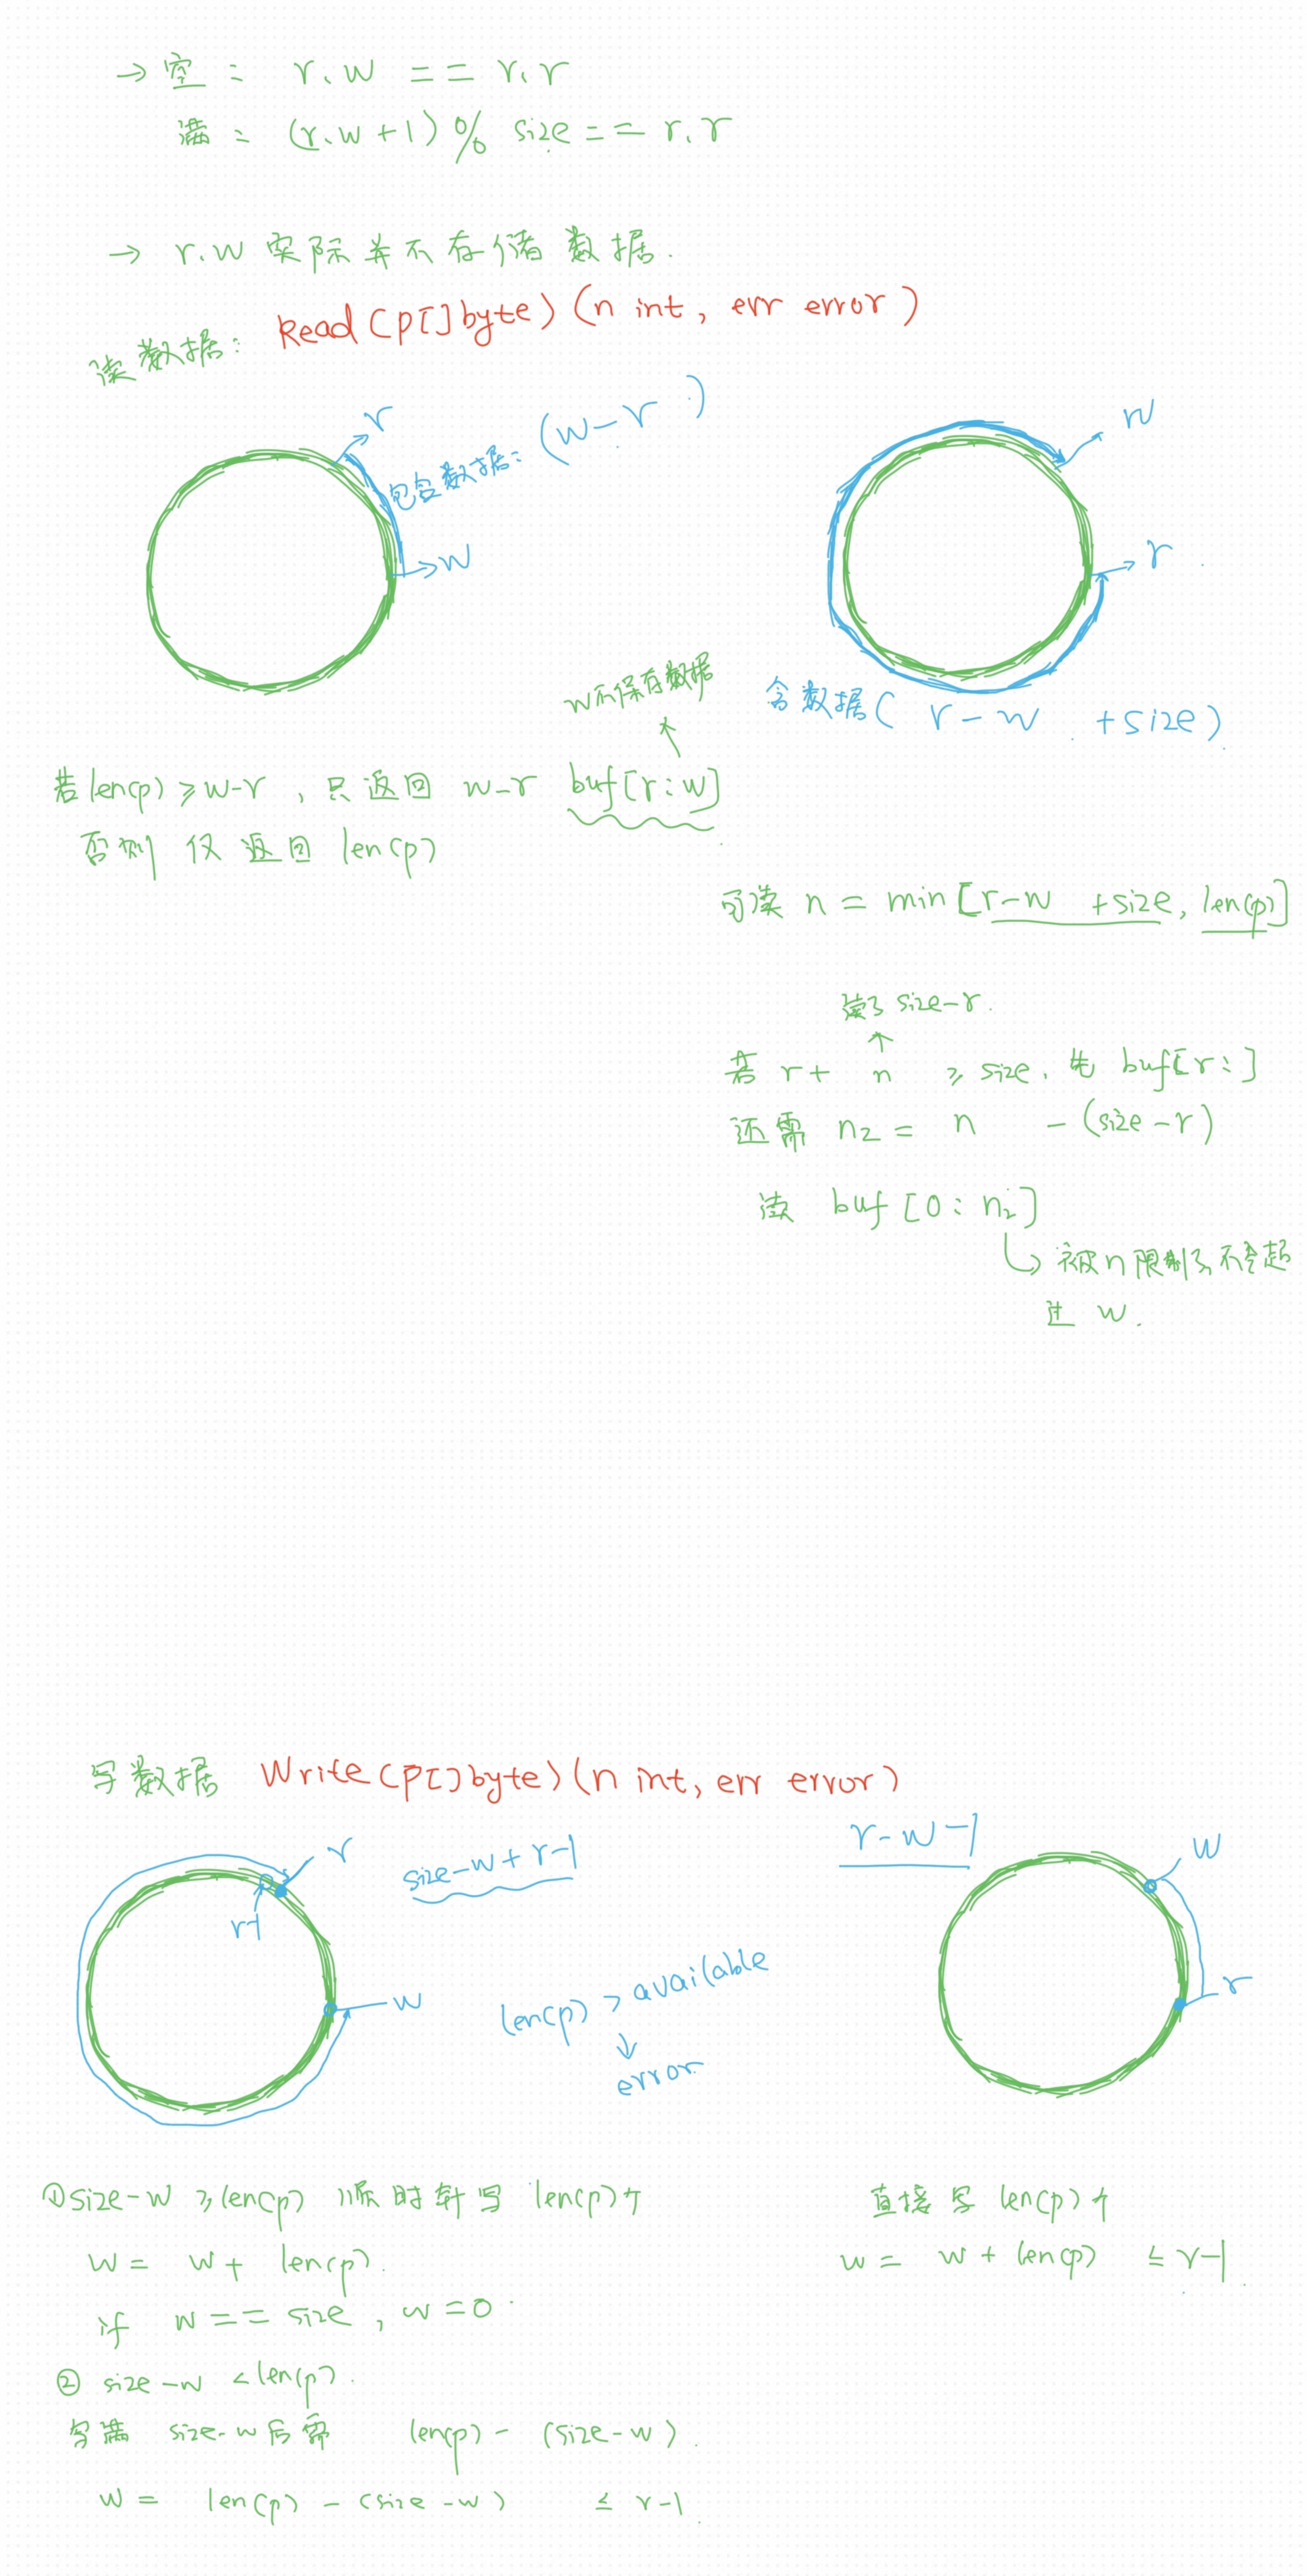 → 空： r.w == r.r
满： (r.w+1)% size == r.r
→ r.w 实际并不存储数据.
读数据： Read(p[]byte)(n int, err error)
r
包含数据：(w-r)
w
w
r
含数据( r-w +size)
w不保存数据
若len(p)≥w-r，只返回 w-r buf[r:w]
否则 仅返回 len(p)
可读 n = min[r-w +size, len(p)]
读了 size-r.
若 r+ n ≥ size, 先 buf[r:]
还需 n2 = n -(size-r)
读 buf[0:n2]
被n限制了,不会超
过 w.
写数据 Write(p[]byte)(n int, err error)
r
size-w+r-1
r-1
w
len(p) > available
↓
error
r-w-1
w
r
①size-w ≥len(p) 顺时针写 len(p)个
w = w+ len(p)
if w == size, w=0
② size-w <len(p).
写满 size-w后需 len(p)- (size-w)
w = len(p) -(size-w) ≤ r-1
直接写 len(p)个
w = w+len(p) ≤ r-1